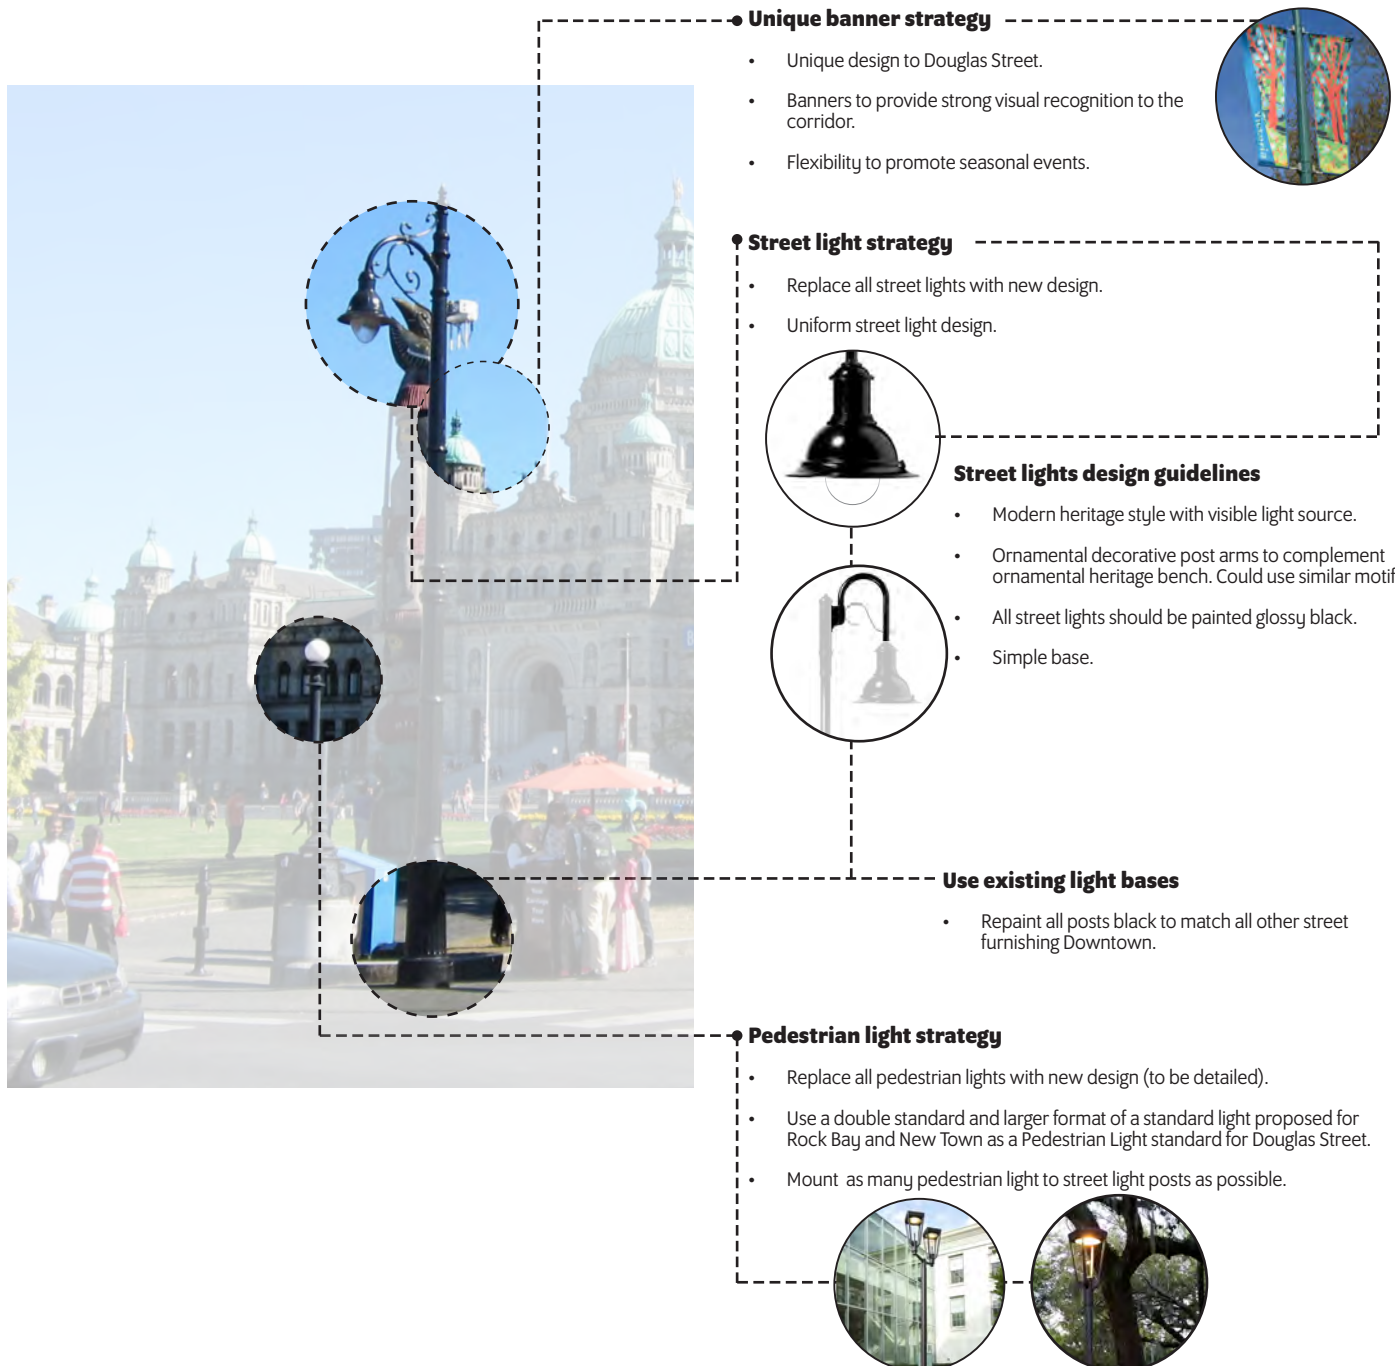 Unique banner strategy
• Unique design to Douglas Street.
• Banners to provide strong visual recognition to the
corridor.
• Flexibility to promote seasonal events.
Street light strategy
• Replace all street lights with new design.
• Uniform street light design.
Street lights design guidelines
• Modern heritage style with visible light source.
• Ornamental decorative post arms to complement
ornamental heritage bench. Could use similar motif
• All street lights should be painted glossy black.
• Simple base.
Use existing light bases
• Repaint all posts black to match all other street
furnishing Downtown.
Pedestrian light strategy
• Replace all pedestrian lights with new design (to be detailed).
• Use a double standard and larger format of a standard light proposed for
Rock Bay and New Town as a Pedestrian Light standard for Douglas Street.
• Mount as many pedestrian light to street light posts as possible.